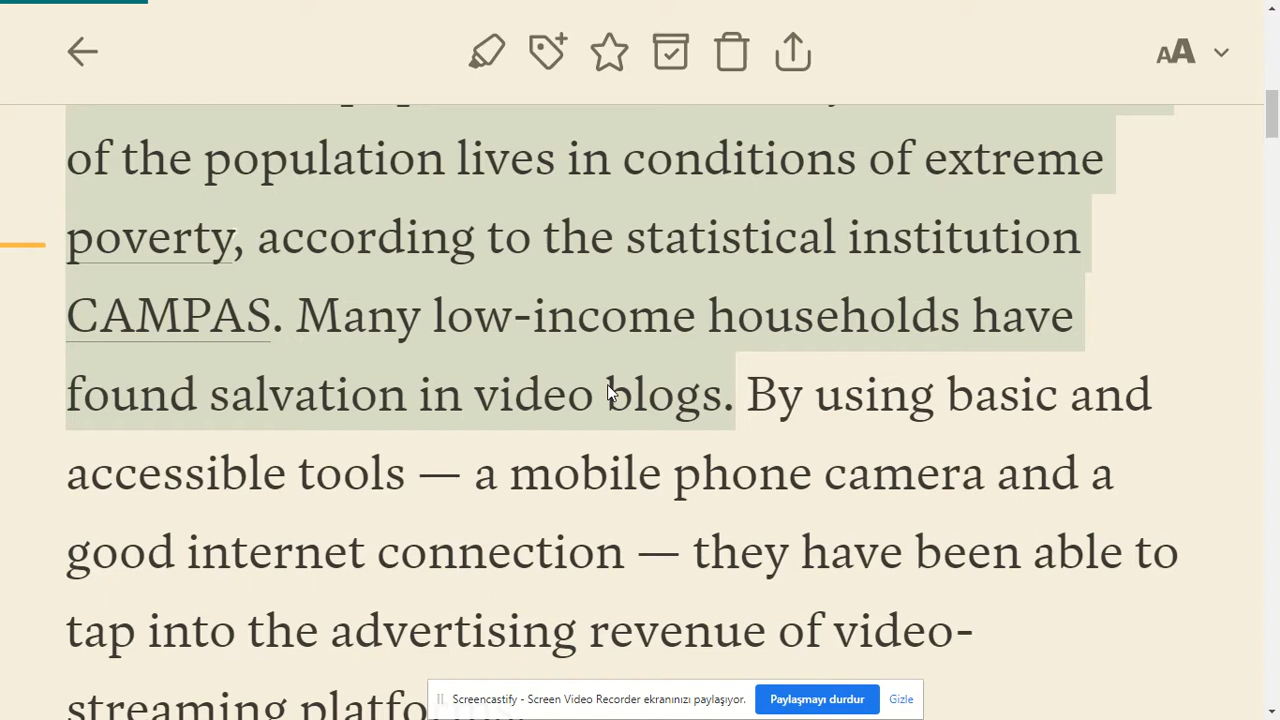 of the population lives in conditions of extreme
poverty, according to the statistical institution
CAMPAS. Many low-income households have
found salvation in video blogs. By using basic and
accessible tools — a mobile phone camera and a
good internet connection — they have been able to
tap into the advertising revenue of video-
streaming
Screencastify - Screen Video Recorder ekranınızı paylaşıyor.
Paylaşmayı durdur
Gizle
AA